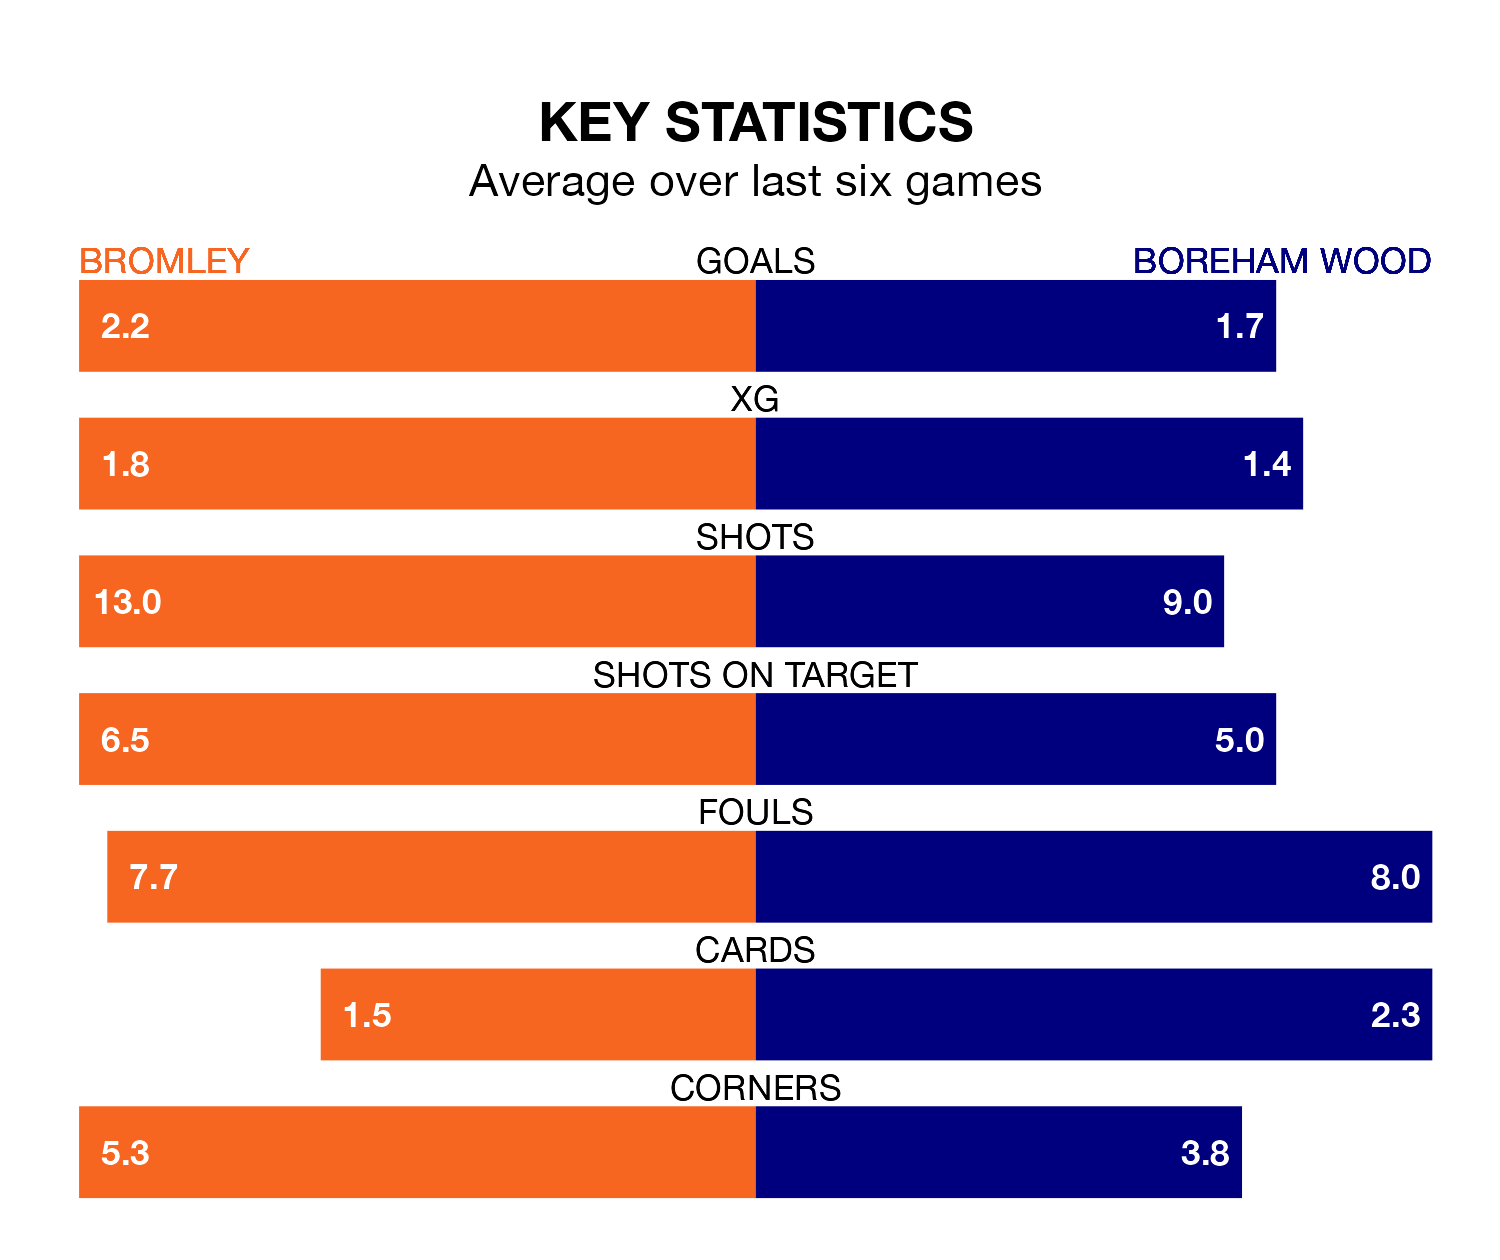 KEY STATISTICS
Average over last six games
BROMLEY GOALS BOREHAM WOOD
2.2 1.7
XG
1.8 1.4
SHOTS
13.0 9.0
SHOTS ON TARGET
6.5 5.0
FOULS
7.7 8.0
CARDS
1.5 2.3
CORNERS
5.3 3.8